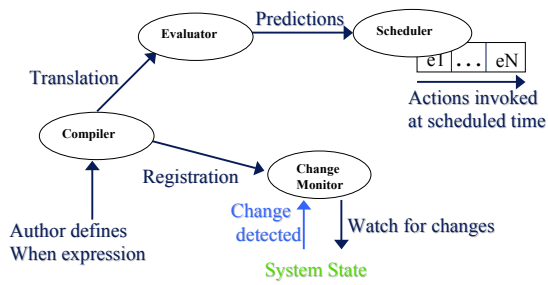 Predictions
Evaluator
Scheduler
e1 ... eN
Translation
Actions invoked
at scheduled time
Compiler
Registration
Change
Monitor
Author defines
When expression
Change
detected
Watch for changes
System State